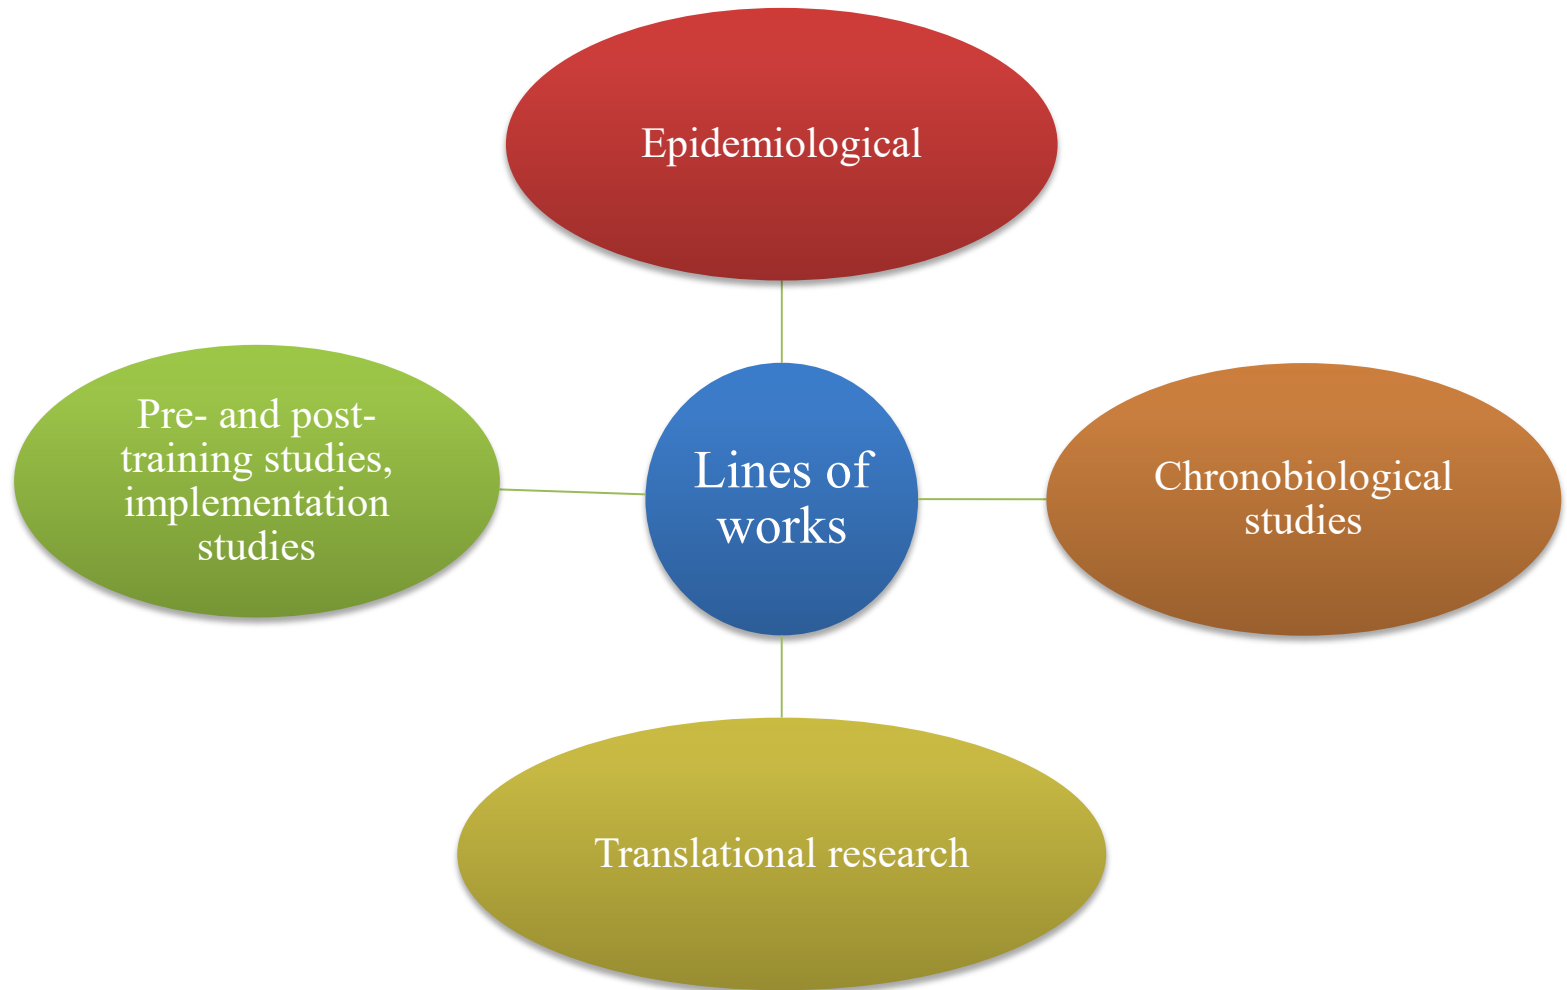 Epidemiological
Pre- and post-
training studies,
implementation
studies
Lines of
works
Chronobiological
studies
Translational research